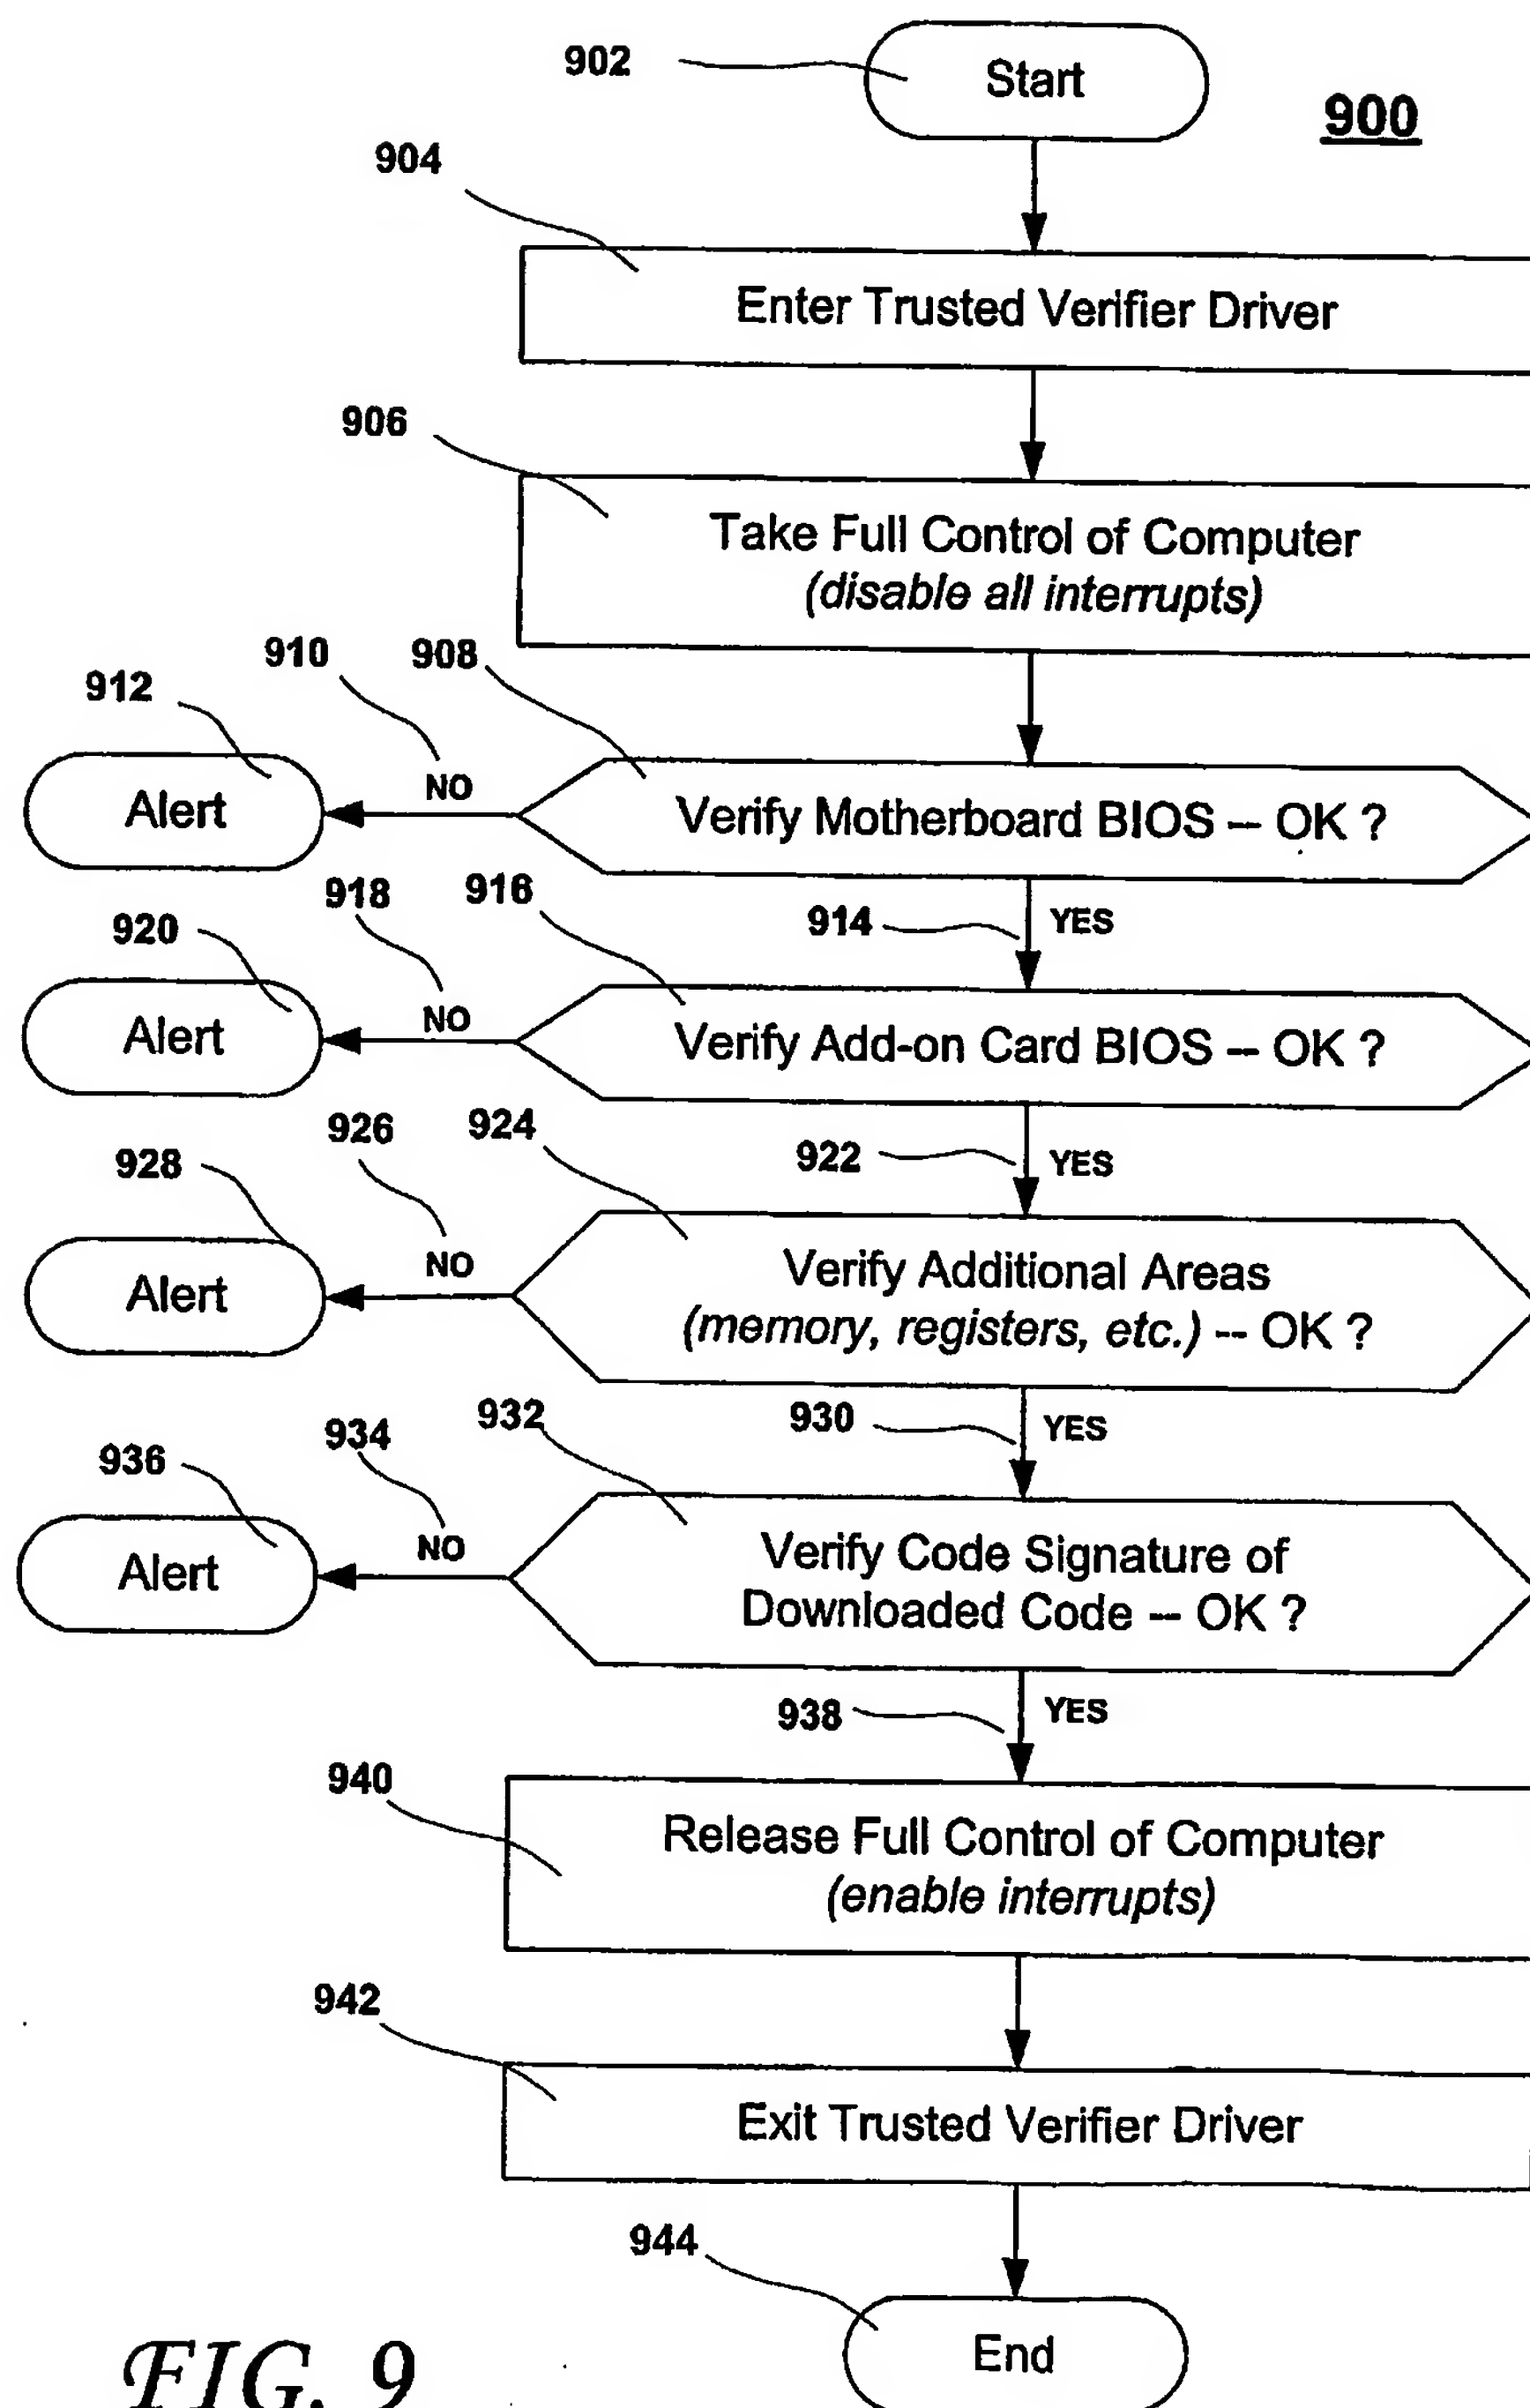 902
Start
900
904
Enter Trusted Verifier Driver
906
Take Full Control of Computer
(disable all interrupts)
910
908
912
NO
Alert
Verify Motherboard BIOS -- OK ?
918
916
914
YES
920
NO
Alert
Verify Add-on Card BIOS -- OK ?
926
924
922
YES
928
NO
Alert
Verify Additional Areas
(memory, registers, etc.) -- OK ?
934
932
930
YES
936
NO
Alert
Verify Code Signature of
Downloaded Code -- OK ?
938
YES
940
Release Full Control of Computer
(enable interrupts)
942
Exit Trusted Verifier Driver
944
End
FIG. 9